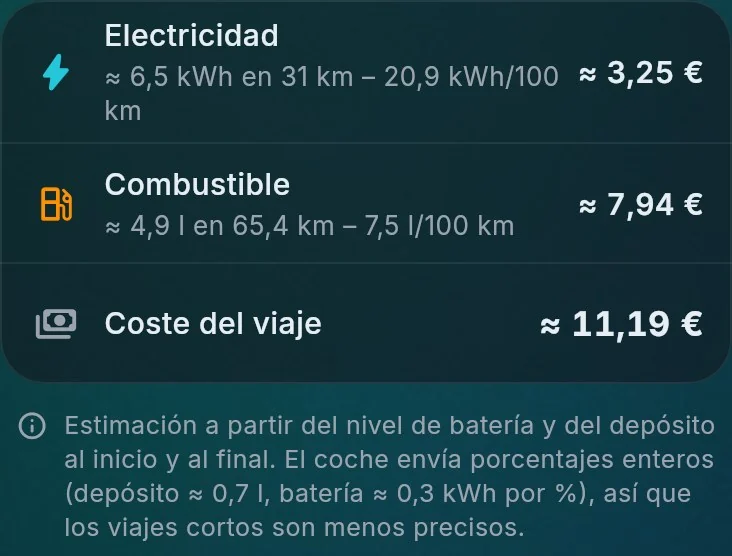 Electricidad
≈ 6,5 kWh en 31 km – 20,9 kWh/100 km
≈ 3,25 €
Combustible
≈ 4,9 l en 65,4 km – 7,5 l/100 km
≈ 7,94 €
Coste del viaje
≈ 11,19 €
Estimación a partir del nivel de batería y del depósito
al inicio y al final. El coche envía porcentajes enteros
(depósito ≈ 0,7 l, batería ≈ 0,3 kWh por %), así que
los viajes cortos son menos precisos.